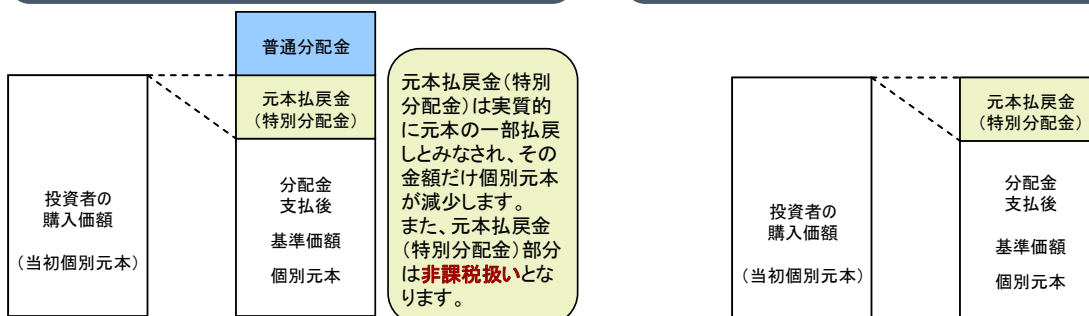 投資者の
購入価額
（当初個別元本）
普通分配金
元本払戻金
（特別分配金）
分配金
支払後
基準価額
個別元本
元本払戻金（特別
分配金）は実質的
に元本の一部払戻
しとみなされ、その
金額だけ個別元本
が減少します。
また、元本払戻金
（特別分配金）部分
は非課税扱いとな
ります。
投資者の
購入価額
（当初個別元本）
元本払戻金
（特別分配金）
分配金
支払後
基準価額
個別元本